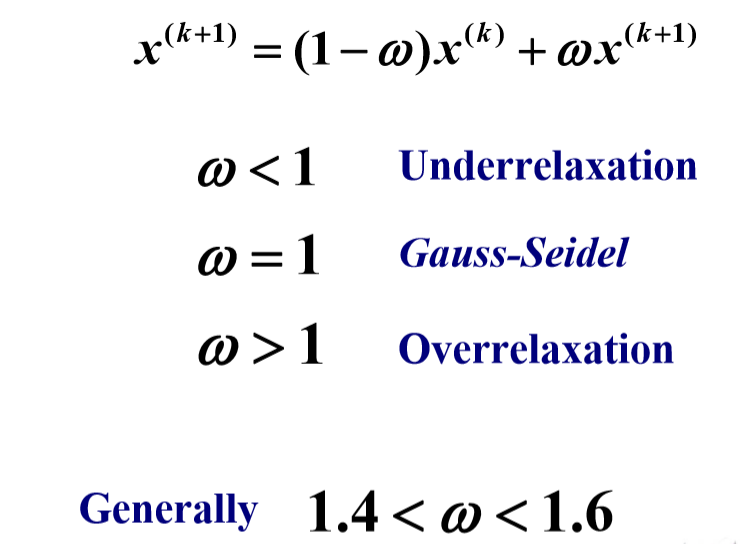 x^(k+1) = (1 − ω)x^(k) + ωx^(k+1)
ω < 1 Underrelaxation
ω = 1 Gauss-Seidel
ω > 1 Overrelaxation
Generally 1.4 < ω < 1.6